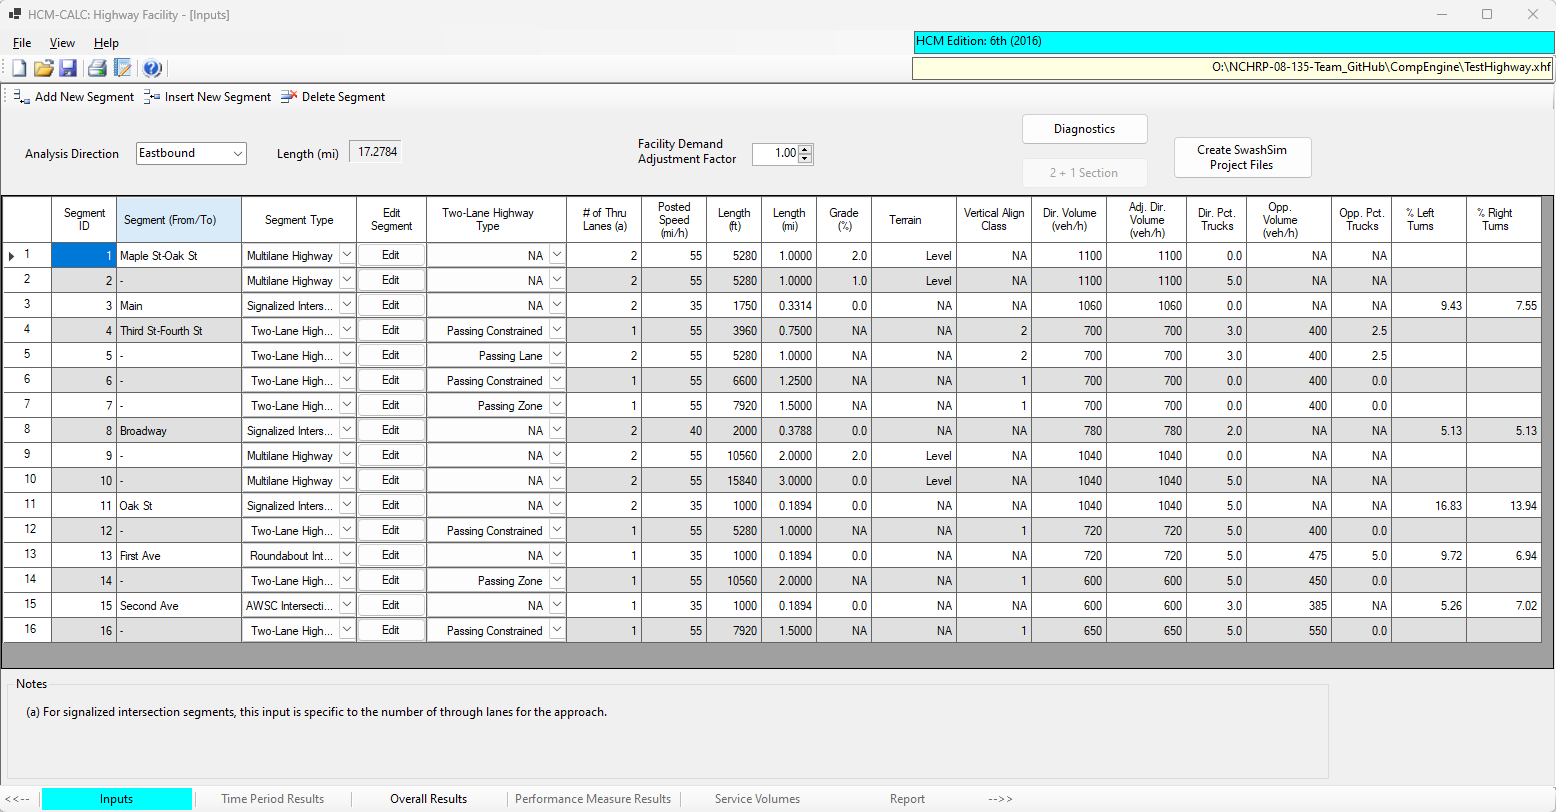 HCM-CALC: Highway Facility - [Inputs]
File View Help
HCM Edition: 6th (2016)
O:\NCHRP-08-135-Team_GitHub\CompEngine\TestHighway.xhf
Add New Segment Insert New Segment Delete Segment
Analysis Direction Eastbound Length (mi) 17.2784
Facility Demand
Adjustment Factor 1.00
Diagnostics
2 + 1 Section
Create SwashSim
Project Files
Segment ID Segment (From/To) Segment Type Edit Segment Two-Lane Highway Type # of Thru Lanes (a) Posted Speed (mi/h) Length (ft) Length (mi) Grade (%) Terrain Vertical Align Class Dir. Volume (veh/h) Adj. Dir. Volume (veh/h) Dir. Pct. Trucks Opp. Volume (veh/h) Opp. Pct. Trucks % Left Turns % Right Turns
1 1 Maple St-Oak St Multilane Highway Edit NA 2 55 5280 1.0000 2.0 Level NA 1100 1100 0.0 NA NA
2 2 - Multilane Highway Edit NA 2 55 5280 1.0000 1.0 Level NA 1100 1100 5.0 NA NA
3 3 Main Signalized Inters... Edit NA 2 35 1750 0.3314 0.0 NA NA 1060 1060 0.0 NA NA 9.43 7.55
4 4 Third St-Fourth St Two-Lane High... Edit Passing Constrained 1 55 3960 0.7500 NA NA 2 700 700 3.0 400 2.5
5 5 - Two-Lane High... Edit Passing Lane 2 55 5280 1.0000 NA NA 2 700 700 3.0 400 2.5
6 6 - Two-Lane High... Edit Passing Constrained 1 55 6600 1.2500 NA NA 1 700 700 0.0 400 0.0
7 7 - Two-Lane High... Edit Passing Zone 1 55 7920 1.5000 NA NA 1 700 700 0.0 400 0.0
8 8 Broadway Signalized Inters... Edit NA 2 40 2000 0.3788 0.0 NA NA 780 780 2.0 NA NA 5.13 5.13
9 9 - Multilane Highway Edit NA 2 55 10560 2.0000 2.0 Level NA 1040 1040 0.0 NA NA
10 10 - Multilane Highway Edit NA 2 55 15840 3.0000 0.0 Level NA 1040 1040 5.0 NA NA
11 11 Oak St Signalized Inters... Edit NA 2 35 1000 0.1894 0.0 NA NA 1040 1040 5.0 NA NA 16.83 13.94
12 12 - Two-Lane High... Edit Passing Constrained 1 55 5280 1.0000 NA NA 1 720 720 5.0 400 0.0
13 13 First Ave Roundabout Int... Edit NA 1 35 1000 0.1894 0.0 NA NA 720 720 5.0 475 5.0 9.72 6.94
14 14 - Two-Lane High... Edit Passing Zone 1 55 10560 2.0000 NA NA 1 600 600 5.0 450 0.0
15 15 Second Ave AWSC Intersecti... Edit NA 1 35 1000 0.1894 0.0 NA NA 600 600 3.0 385 NA 5.26 7.02
16 16 - Two-Lane High... Edit Passing Constrained 1 55 7920 1.5000 NA NA 1 650 650 5.0 550 0.0
Notes
(a) For signalized intersection segments, this input is specific to the number of through lanes for the approach.
<<-- Inputs Time Period Results Overall Results Performance Measure Results Service Volumes Report -->>